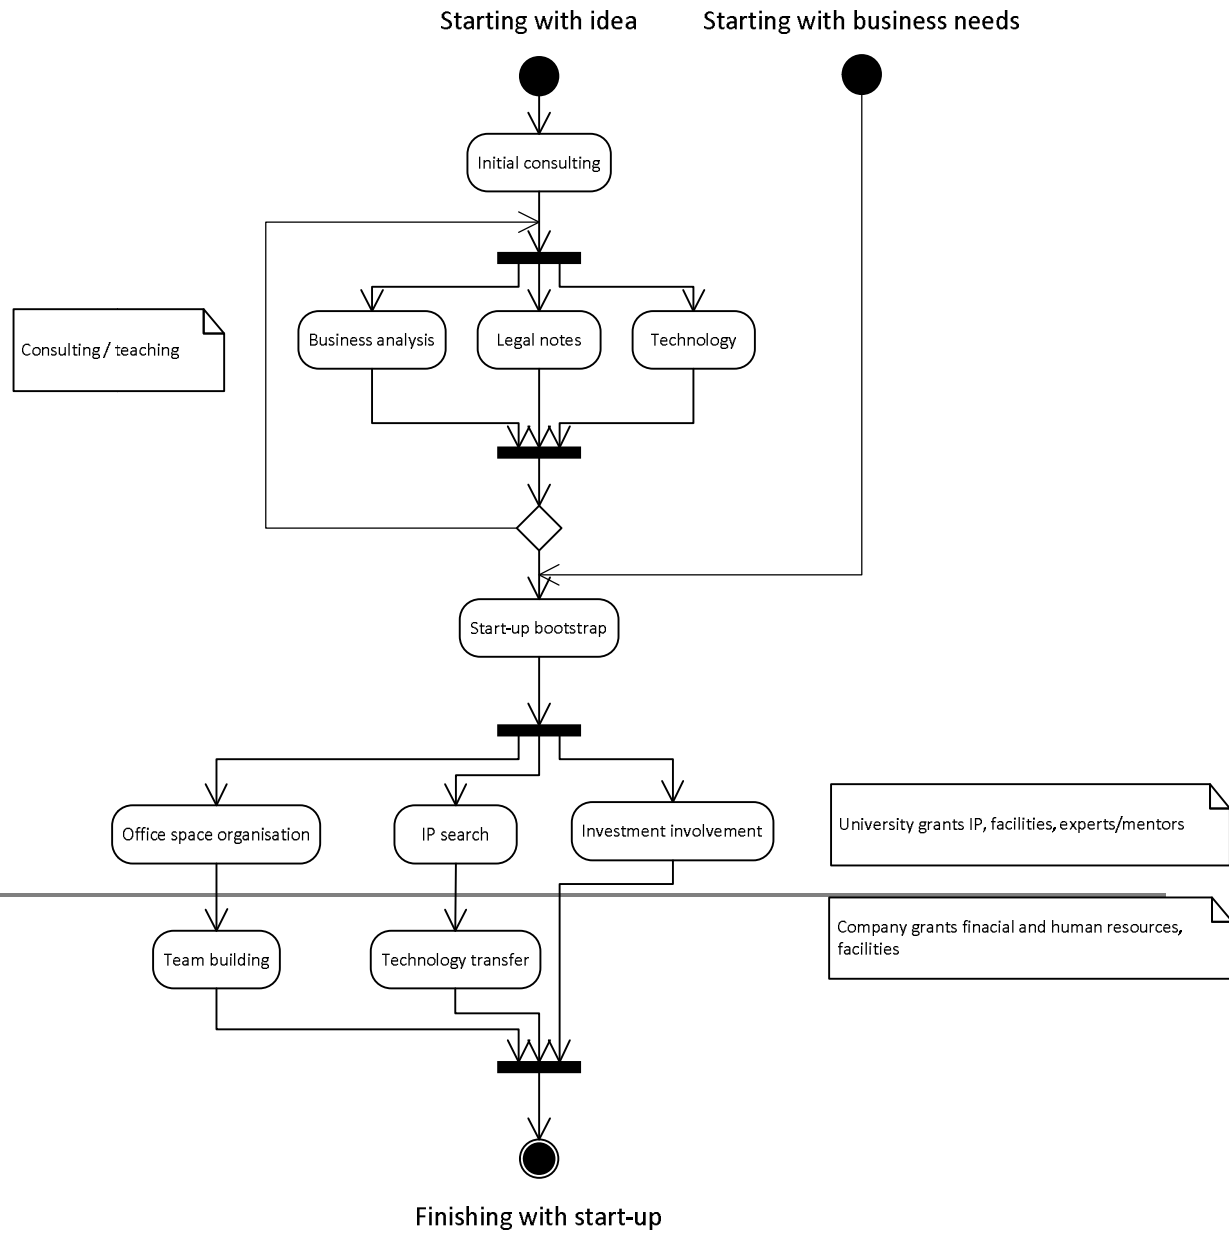 Starting with idea
Starting with business needs
Initial consulting
Business analysis
Legal notes
Technology
Consulting / teaching
Start-up bootstrap
Office space organisation
IP search
Investment involvement
University grants IP, facilities, experts/mentors
Company grants finacial and human resources,
facilities
Team building
Technology transfer
Finishing with start-up